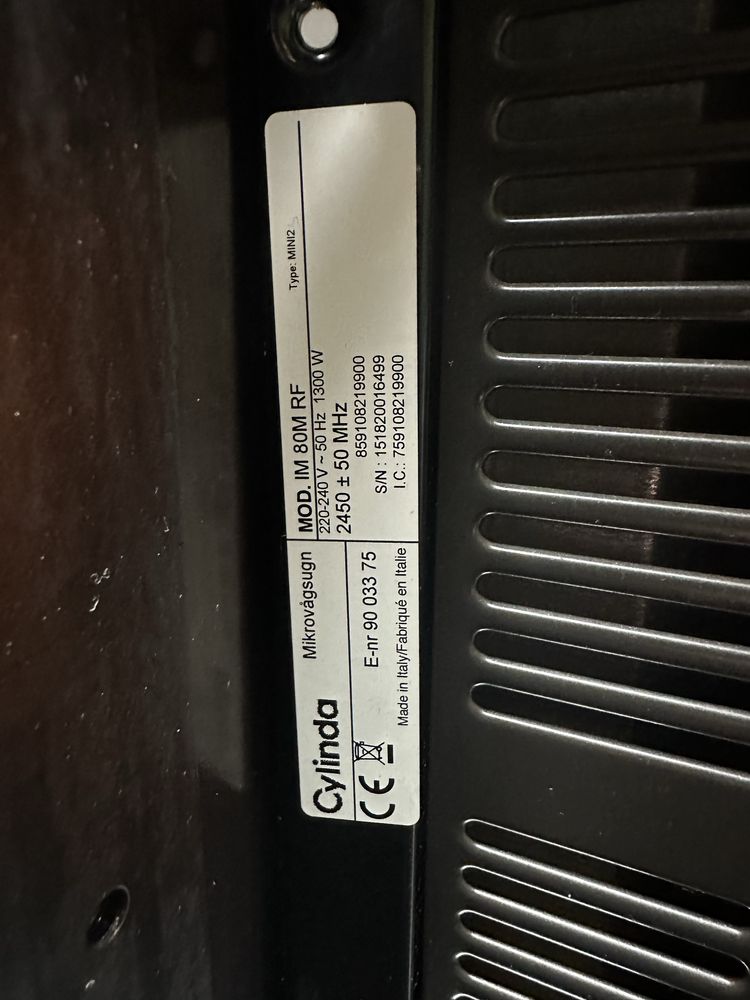 Cylinda
Mikrovågsugn
E-nr 90 033 75
Made in Italy/Fabriqué en Italie
CE
MOD. IM 80M RF
220-240 V ~ 50 Hz 1300 W
2450 ± 50 MHz
859108219900
S/N : 151820016499
I.C.: 759108219900
Type: MINI2